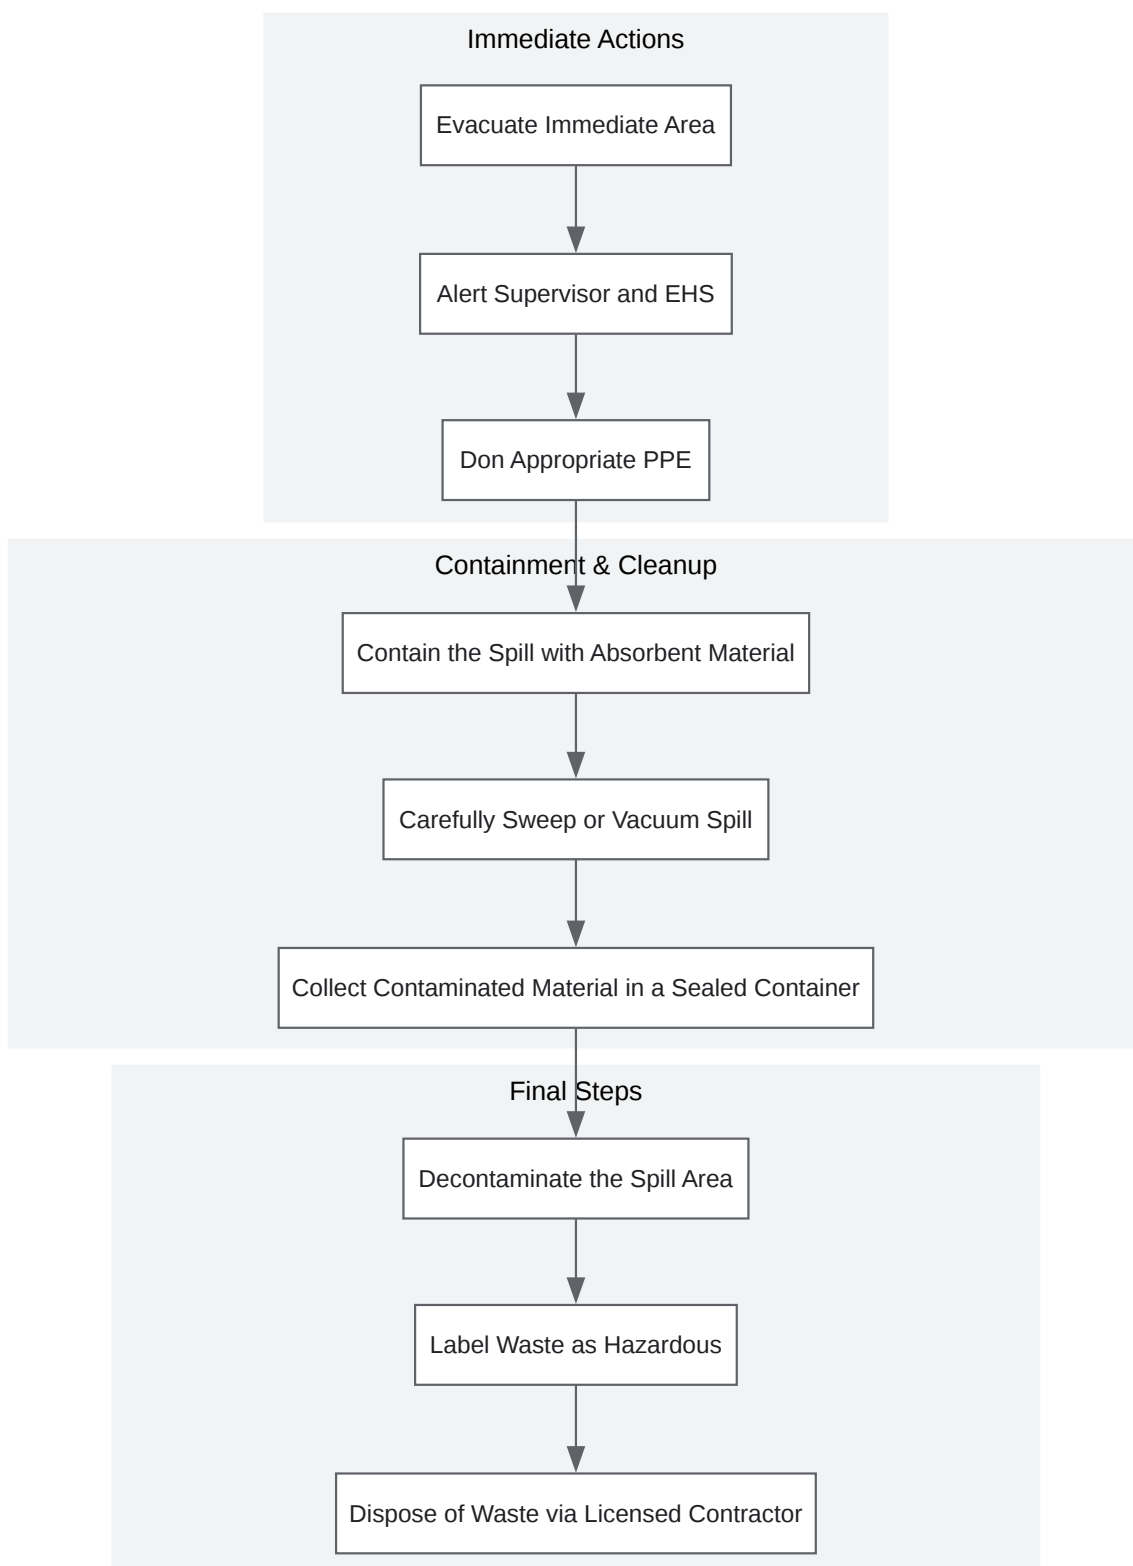 Immediate Actions
Evacuate Immediate Area
Alert Supervisor and EHS
Don Appropriate PPE
Containment & Cleanup
Contain the Spill with Absorbent Material
Carefully Sweep or Vacuum Spill
Collect Contaminated Material in a Sealed Container
Final Steps
Decontaminate the Spill Area
Label Waste as Hazardous
Dispose of Waste via Licensed Contractor